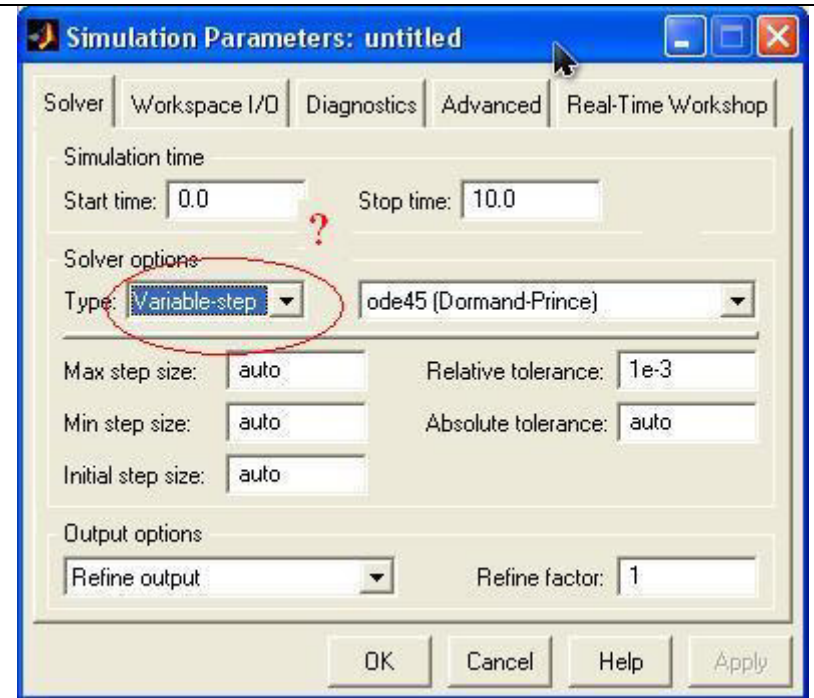 Simulation Parameters: untitled
Solver Workspace I/O Diagnostics Advanced Real-Time Workshop
Simulation time
Start time: 0.0 Stop time: 10.0
?
Solver options
Type: Variable-step ode45 (Dormand-Prince)
Max step size: auto Relative tolerance: 1e-3
Min step size: auto Absolute tolerance: auto
Initial step size: auto
Output options
Refine output Refine factor: 1
OK Cancel Help Apply